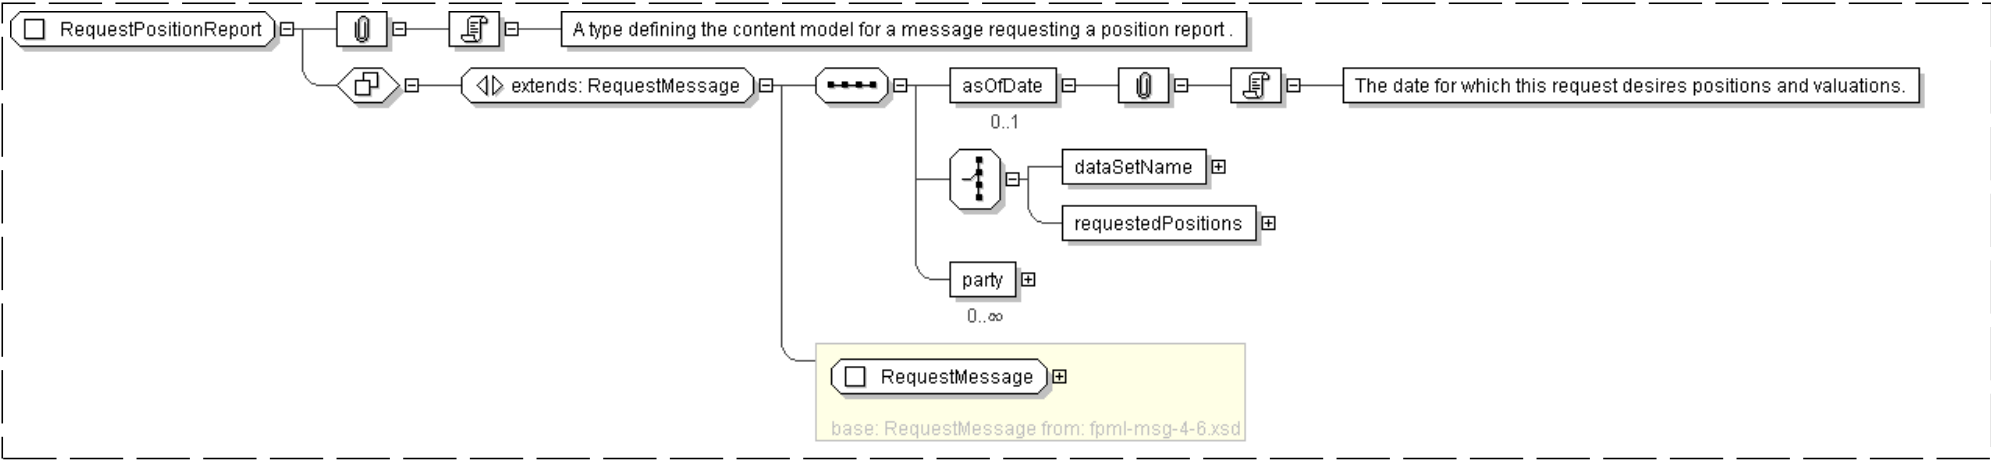 RequestPositionReport
A type defining the content model for a message requesting a position report .
extends: RequestMessage
asOfDate
The date for which this request desires positions and valuations.
0..1
dataSetName
requestedPositions
party
0..∞
RequestMessage
base: RequestMessage from: fpml-msg-4-6.xsd